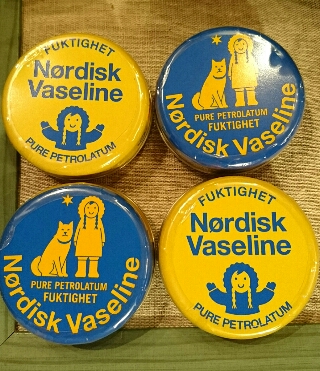 FUKTIGHET
Nørdisk
Vaseline
PURE PETROLATUM
PURE PETROLATUM
FUKTIGHET
Nørdisk Vaseline
PURE PETROLATUM
FUKTIGHET
Nørdisk Vaseline
FUKTIGHET
Nørdisk
Vaseline
PURE PETROLATUM